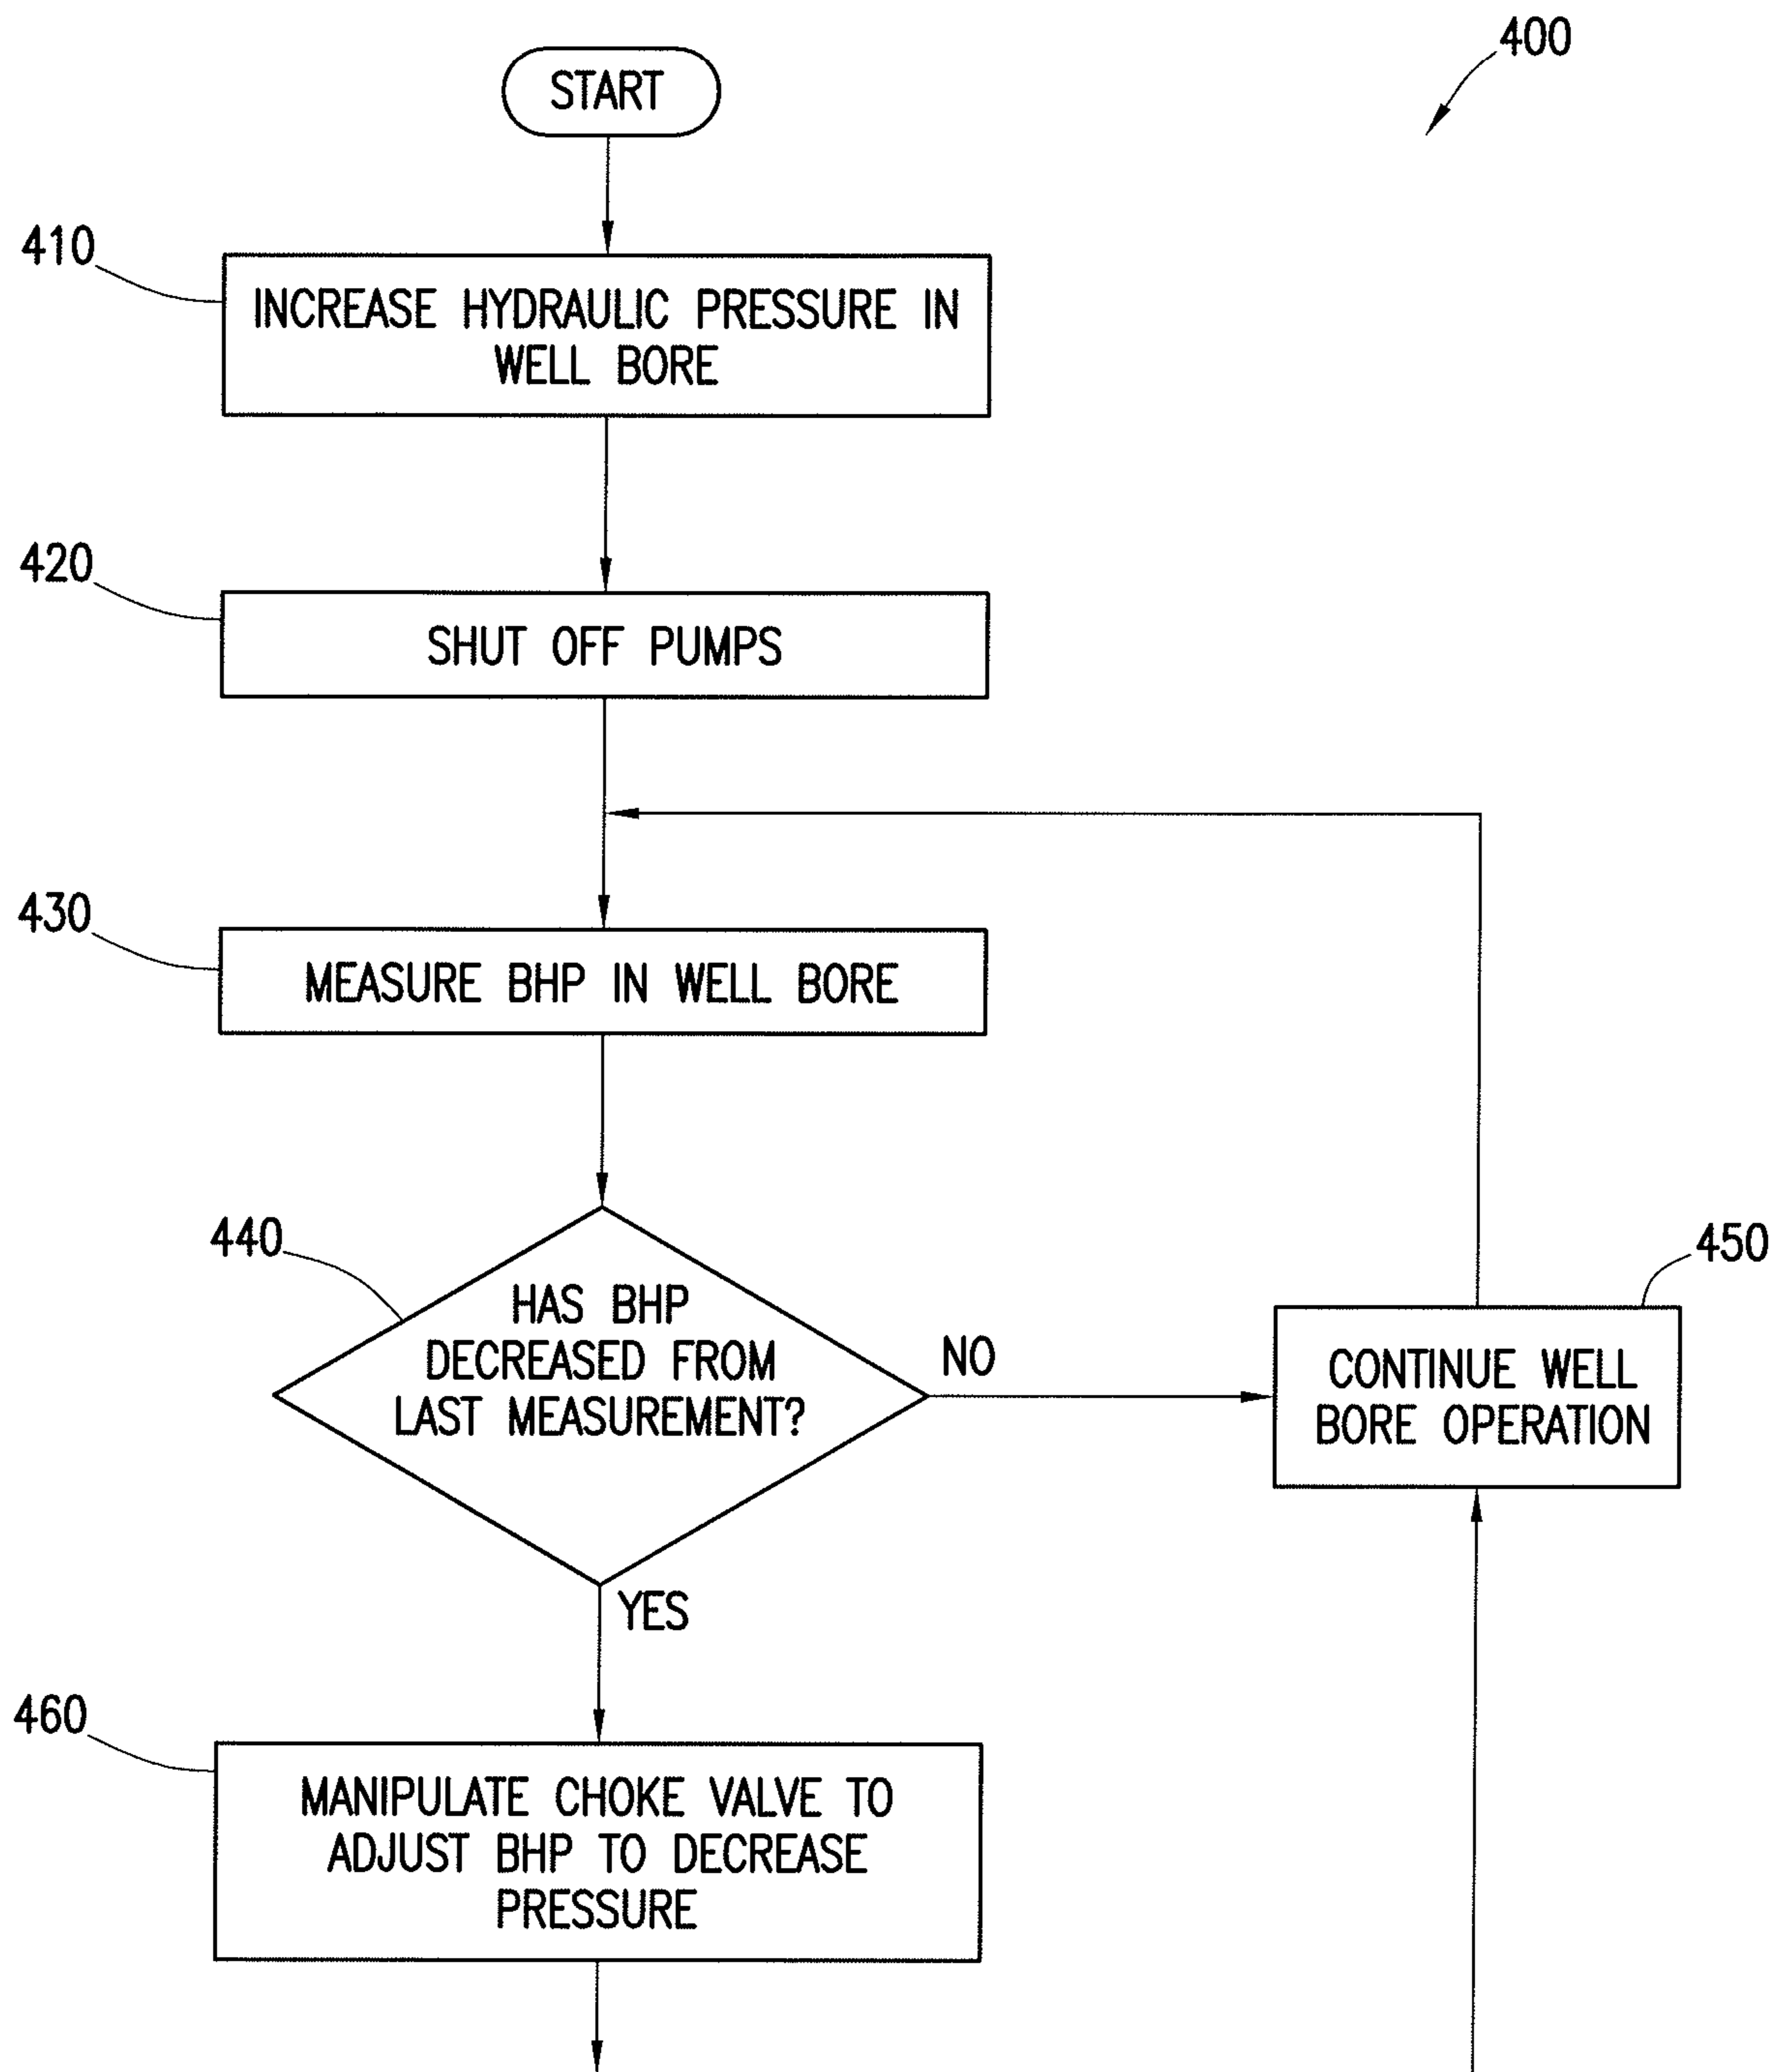 400
START
410
INCREASE HYDRAULIC PRESSURE IN
WELL BORE
420
SHUT OFF PUMPS
430
MEASURE BHP IN WELL BORE
440
HAS BHP
DECREASED FROM
LAST MEASUREMENT?
NO
450
CONTINUE WELL
BORE OPERATION
YES
460
MANIPULATE CHOKE VALVE TO
ADJUST BHP TO DECREASE
PRESSURE